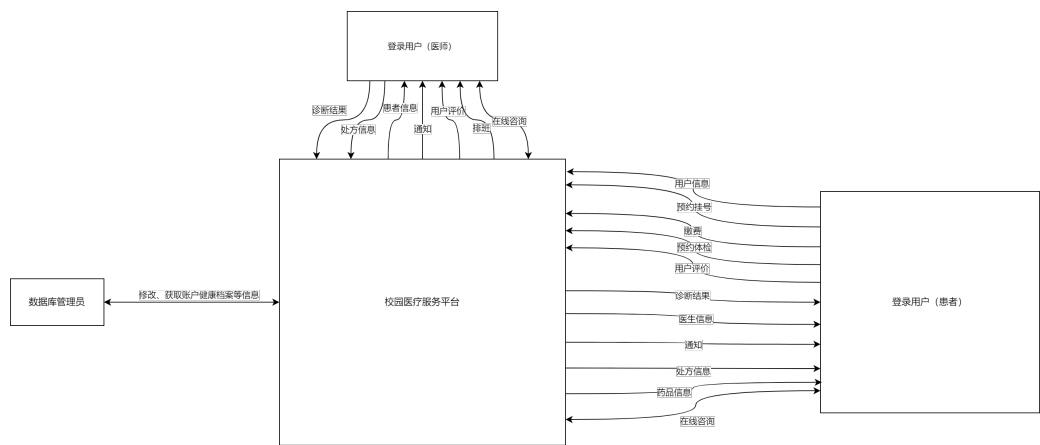 登录用户（医师）
诊断结果
处方信息
患者信息
通知
用户评价
排班
在线咨询
用户信息
预约挂号
缴费
预约体检
用户评价
数据库管理员
修改、获取账户健康档案等信息
校园医疗服务平台
登录用户（患者）
诊断结果
医生信息
通知
处方信息
药品信息
在线咨询